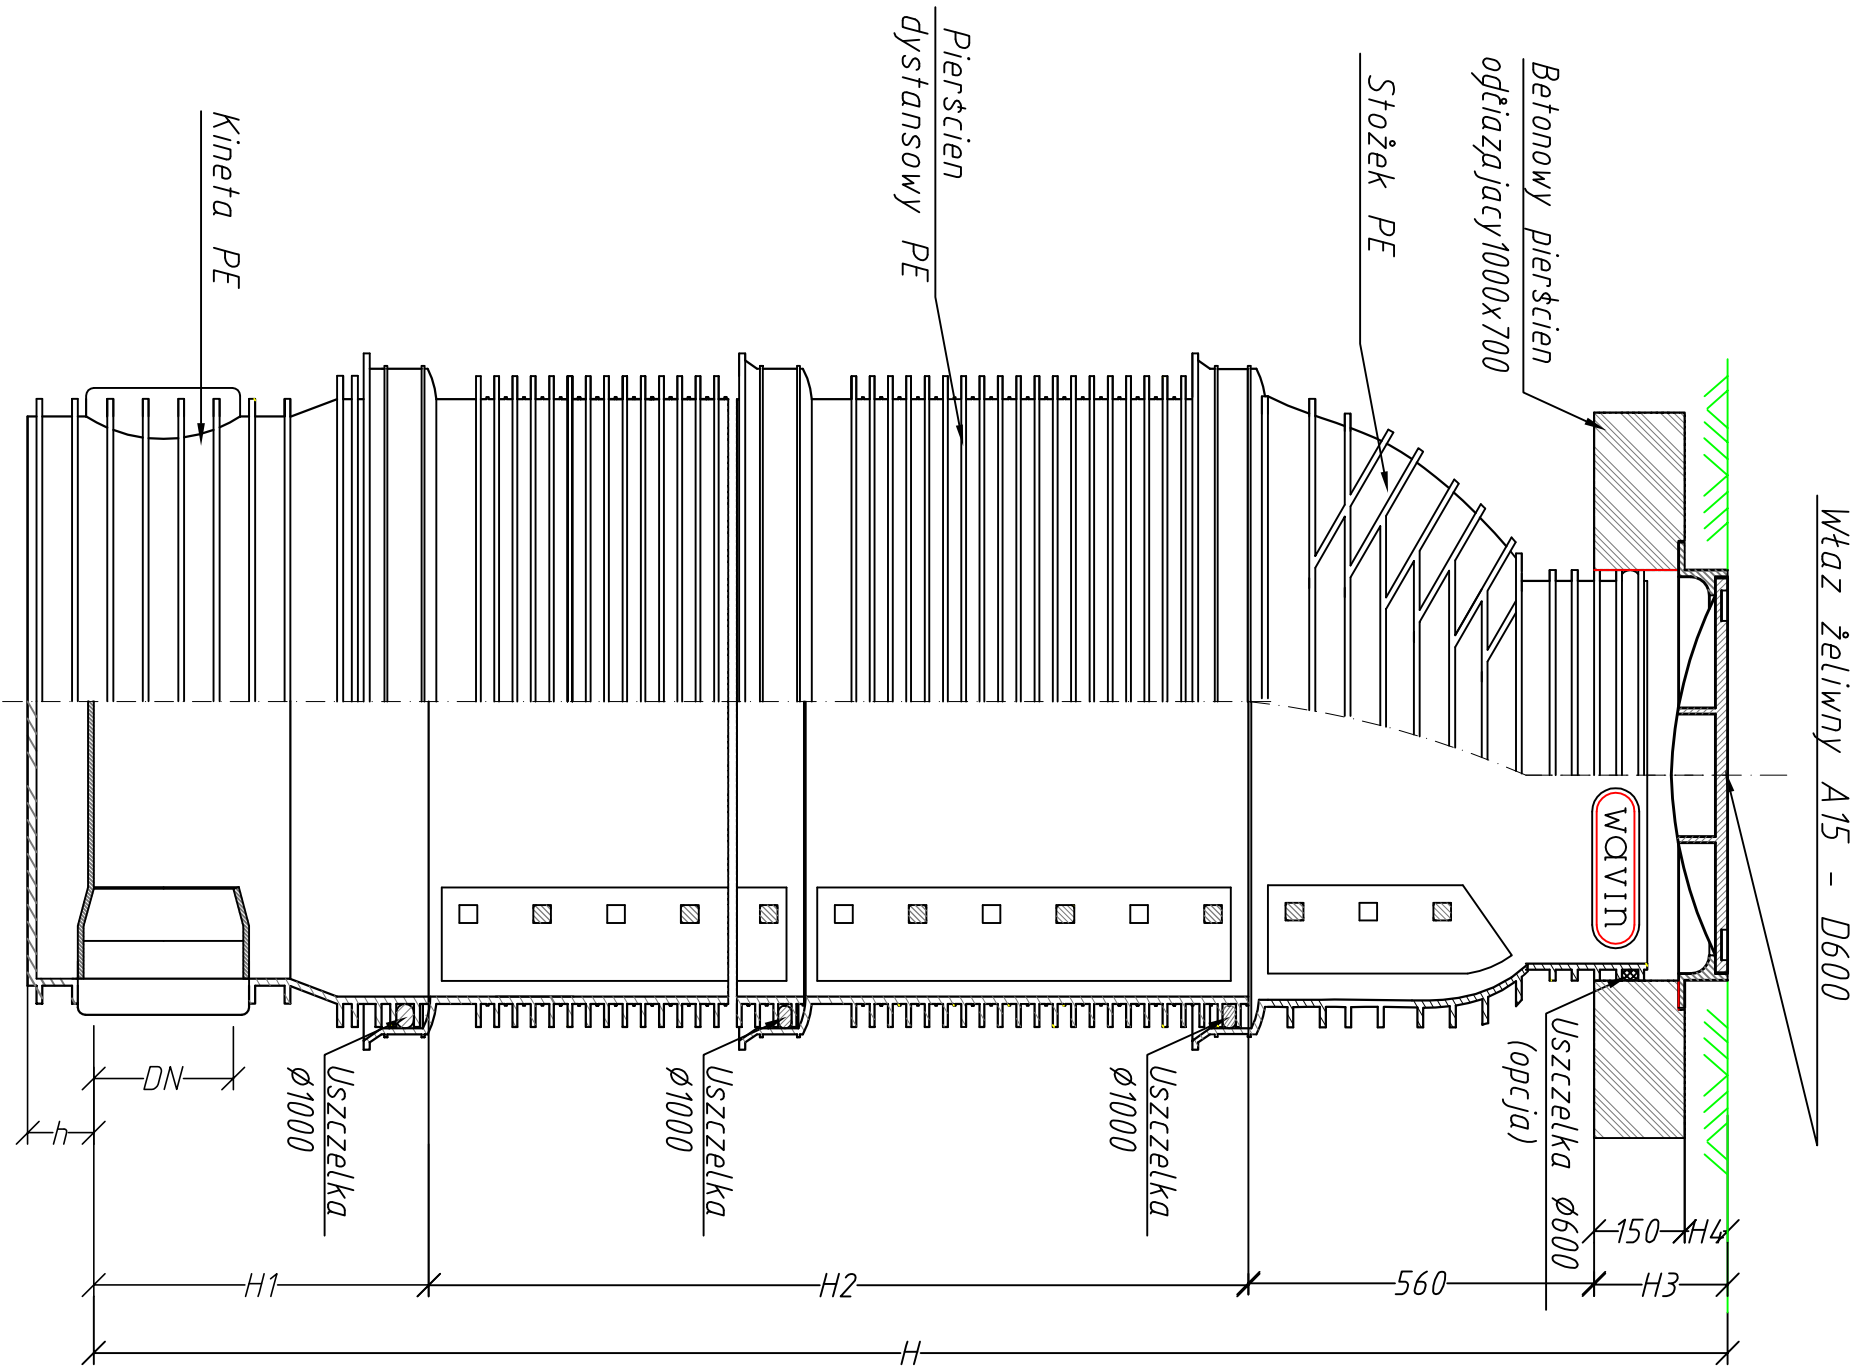 Właz żeliwny A15 - D600
Betonowy pierścien
odciazajacy1000x700
Stożek PE
Pierścien
dystansowy PE
Kineta PE
wavin
Uszczelka ø600
(opcja)
Uszczelka
ø1000
Uszczelka
ø1000
Uszczelka
ø1000
DN
h
150
H4
H1
H2
560
H3
H